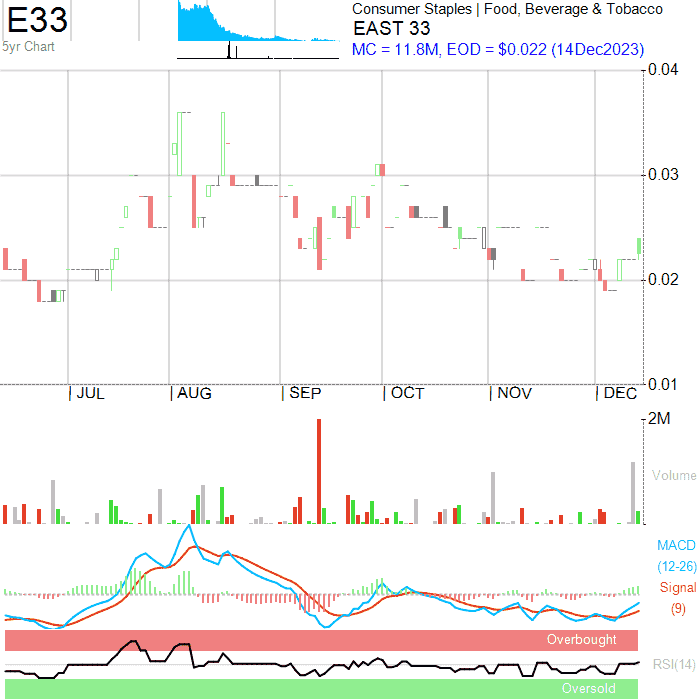 E33
5yr Chart
Consumer Staples | Food, Beverage & Tobacco
EAST 33
MC = 11.8M, EOD = $0.022 (14Dec2023)
0.04
0.03
0.02
0.01
JUL AUG SEP OCT NOV DEC
2M
Volume
MACD
(12-26)
Signal
(9)
Overbought
RSI(14)
Oversold